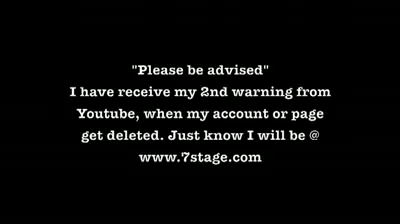 "Please be advised"
I have receive my 2nd warning from
Youtube, when my account or page
get deleted. Just know I will be @
www.7stage.com